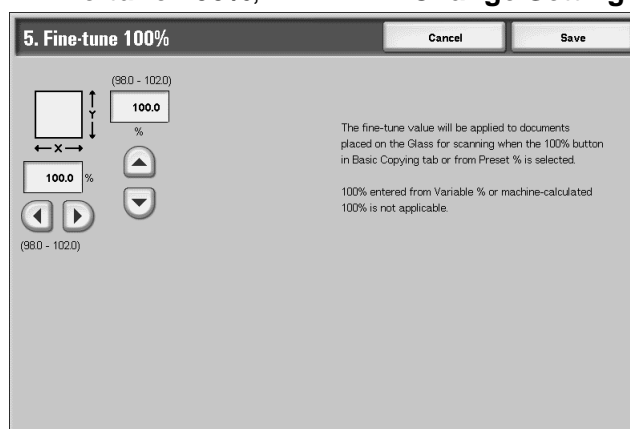 Change Setting
5. Fine-tune 100%
Cancel
Save
(98.0 - 102.0)
100.0
Y
%
X
100.0 %
(98.0 - 102.0)
The fine-tune value will be applied to documents
placed on the Glass for scanning when the 100% button
in Basic Copying tab or from Preset % is selected.
100% entered from Variable % or machine-calculated
100% is not applicable.